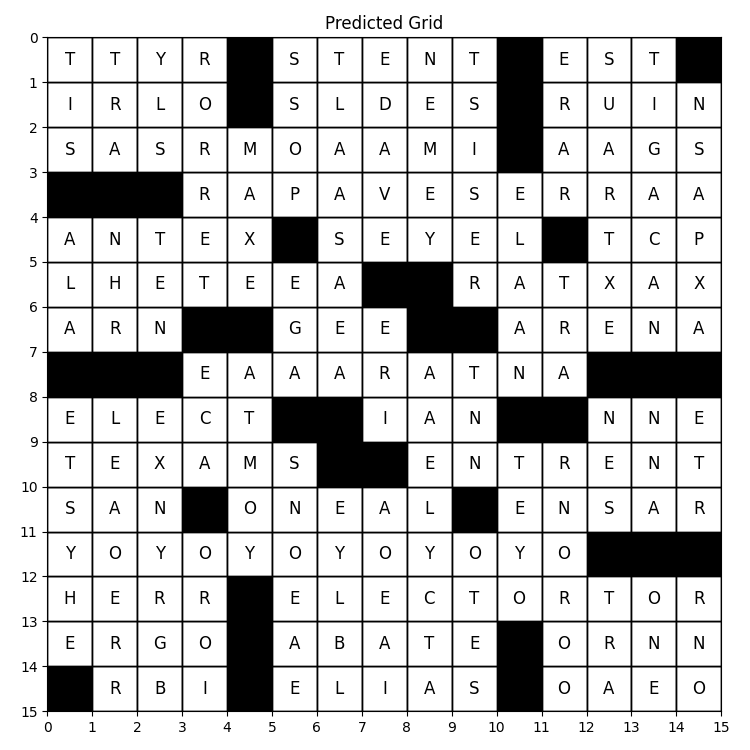 Predicted Grid
0
T T Y R S T E N T E S T
1
I R L O S L D E S R U I N
2
S A S R M O A A M I A A G S
3
R A P A V E S E R R A A
4
A N T E X S E Y E L T C P
5
L H E T E E A R A T X A X
6
A R N G E E A R E N A
7
E A A A R A T N A
8
E L E C T I A N N N E
9
T E X A M S E N T R E N T
10
S A N O N E A L E N S A R
11
Y O Y O Y O Y O Y O Y O
12
H E R R E L E C T O R T O R
13
E R G O A B A T E O R N N
14
R B I E L I A S O A E O
15
0 1 2 3 4 5 6 7 8 9 10 11 12 13 14 15